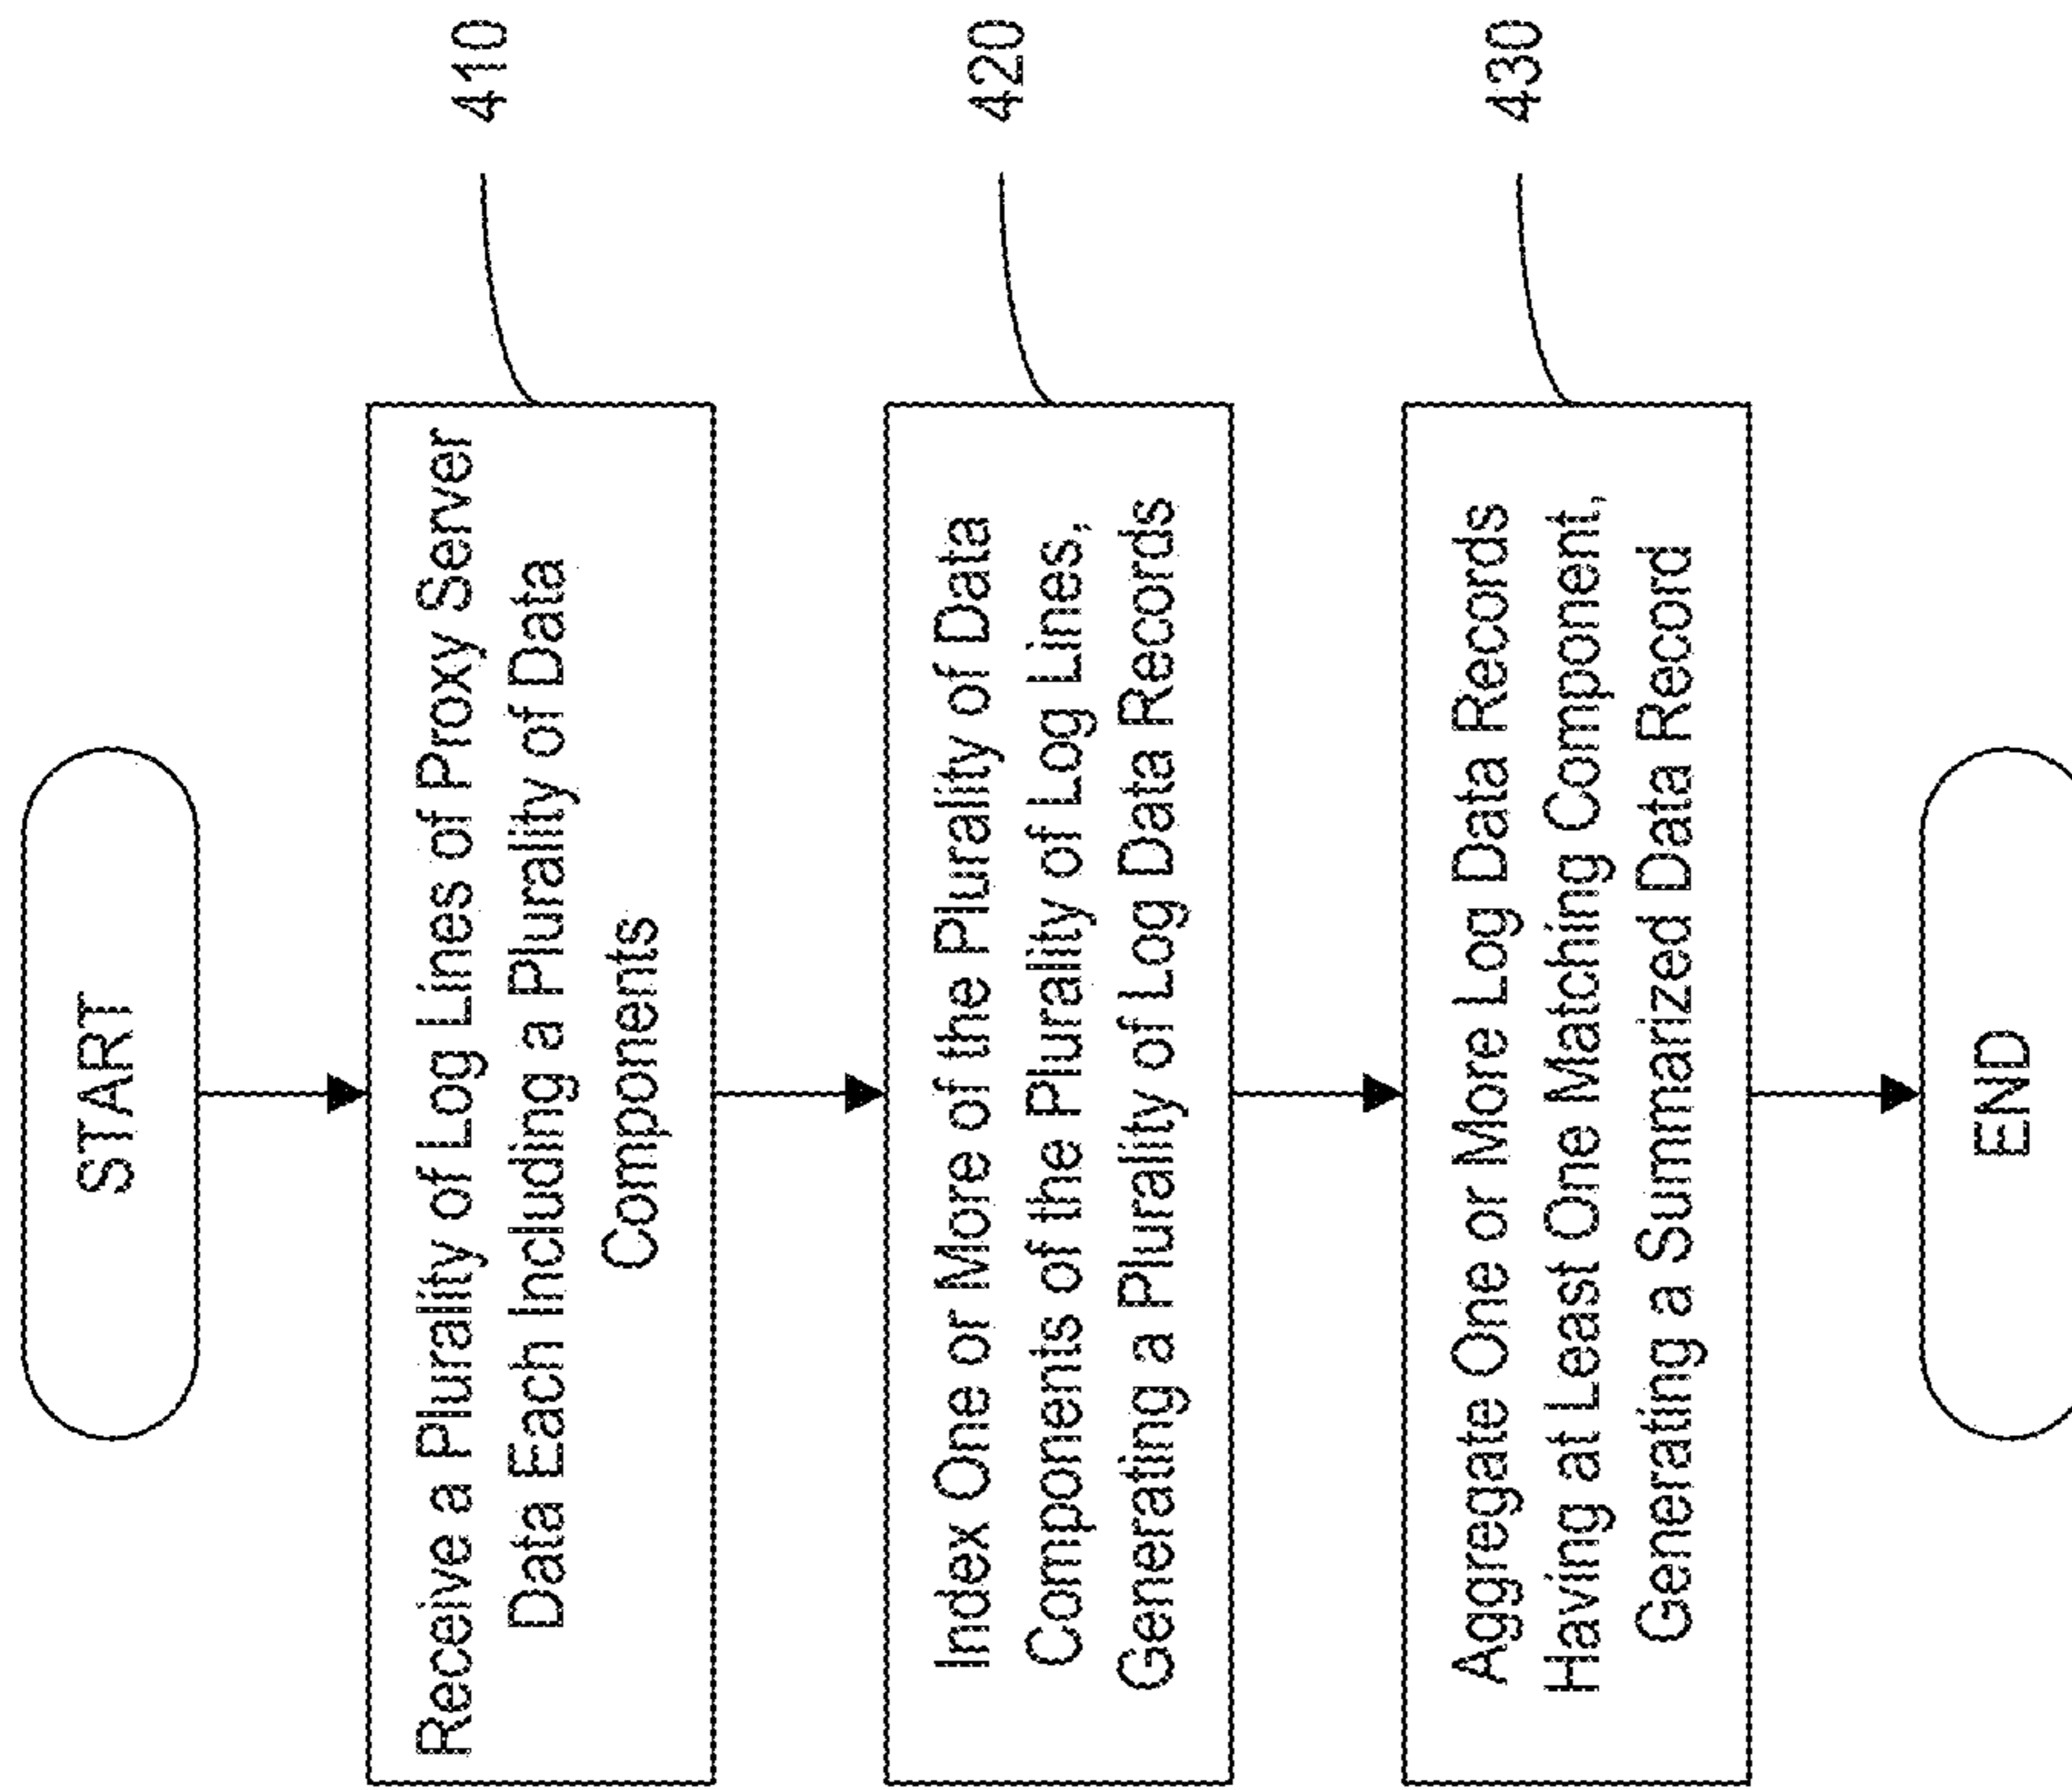 START
Receive a Plurality of Log Lines of Proxy Server
Data Each Including a Plurality of Data
Components
410
Index One or More of the Plurality of Data
Components of the Plurality of Log Lines,
Generating a Plurality of Log Data Records
420
Aggregate One or More Log Data Records
Having at Least One Matching Component,
Generating a Summarized Data Record
430
END